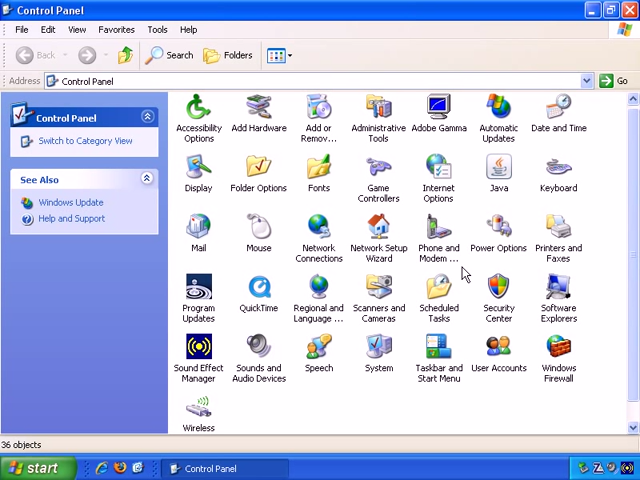 Control Panel
File Edit View Favorites Tools Help
Back Search Folders
Address Control Panel Go
Control Panel
Switch to Category View
See Also
Windows Update
Help and Support
Accessibility Options
Add Hardware
Add or Remov...
Administrative Tools
Adobe Gamma
Automatic Updates
Date and Time
Display
Folder Options
Fonts
Game Controllers
Internet Options
Java
Keyboard
Mail
Mouse
Network Connections
Network Setup Wizard
Phone and Modem ...
Power Options
Printers and Faxes
Program Updates
QuickTime
Regional and Language ...
Scanners and Cameras
Scheduled Tasks
Security Center
Software Explorers
Sound Effect Manager
Sounds and Audio Devices
Speech
System
Taskbar and Start Menu
User Accounts
Windows Firewall
Wireless
36 objects
start Control Panel